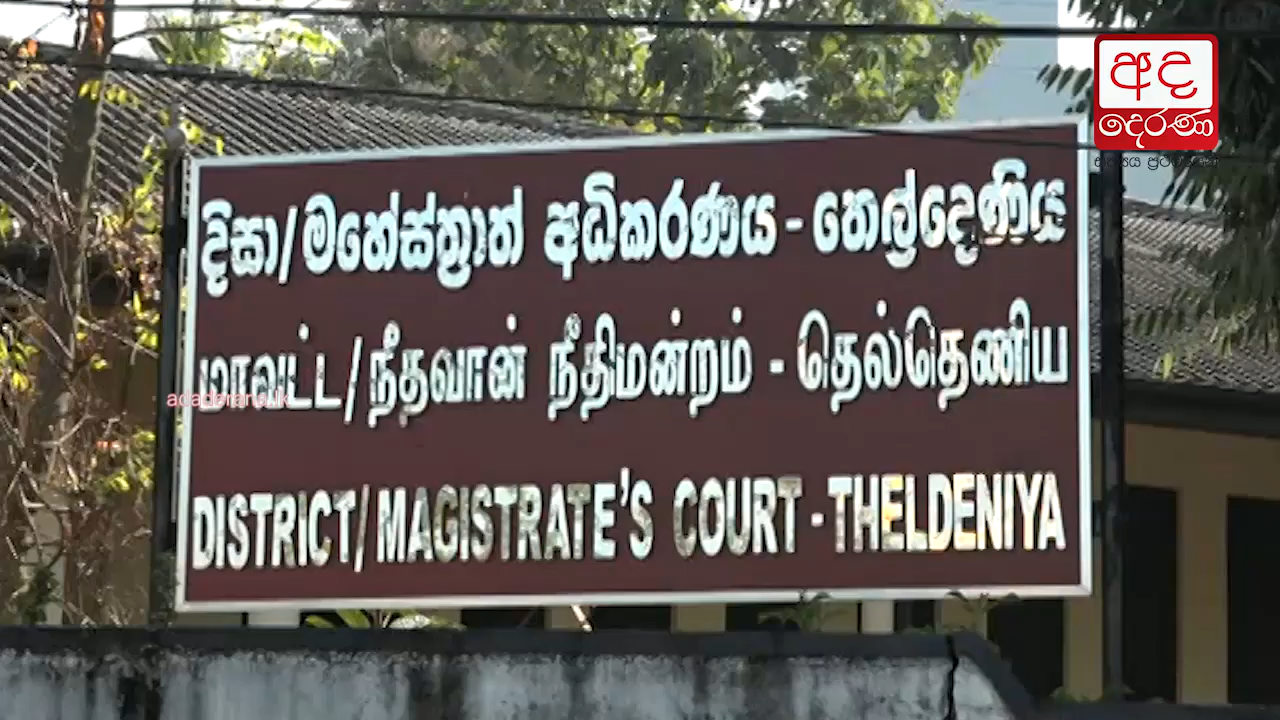 අද
දෙරණ
දිසා/මහේස්ත්‍රාත් අධිකරණය - තෙල්දෙණිය
மாவட்ட/நீதவான் நீதிமன்றம் - தெல்தெணிய
adaderana.lk
DISTRICT/MAGISTRATE'S COURT - THELDENIYA